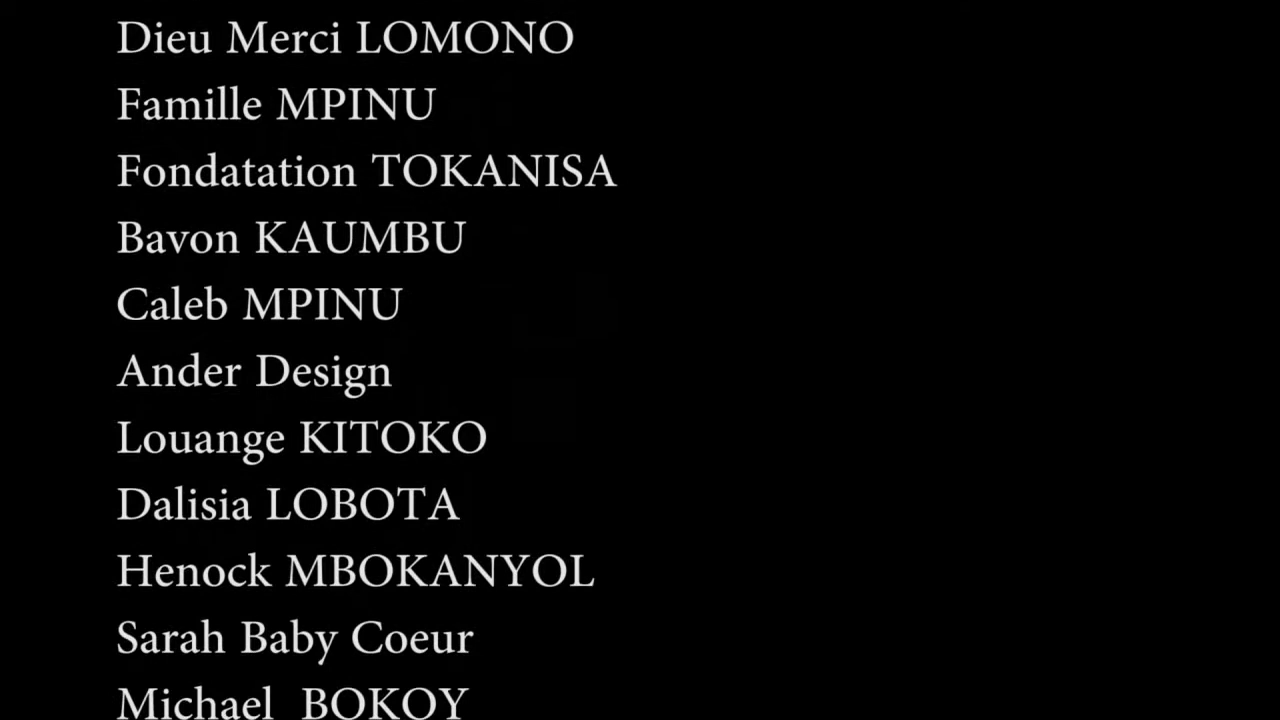 Dieu Merci LOMONO
Famille MPINU
Fondatation TOKANISA
Bavon KAUMBU
Caleb MPINU
Ander Design
Louange KITOKO
Dalisia LOBOTA
Henock MBOKANYOL
Sarah Baby Coeur
Michael  BOKOY